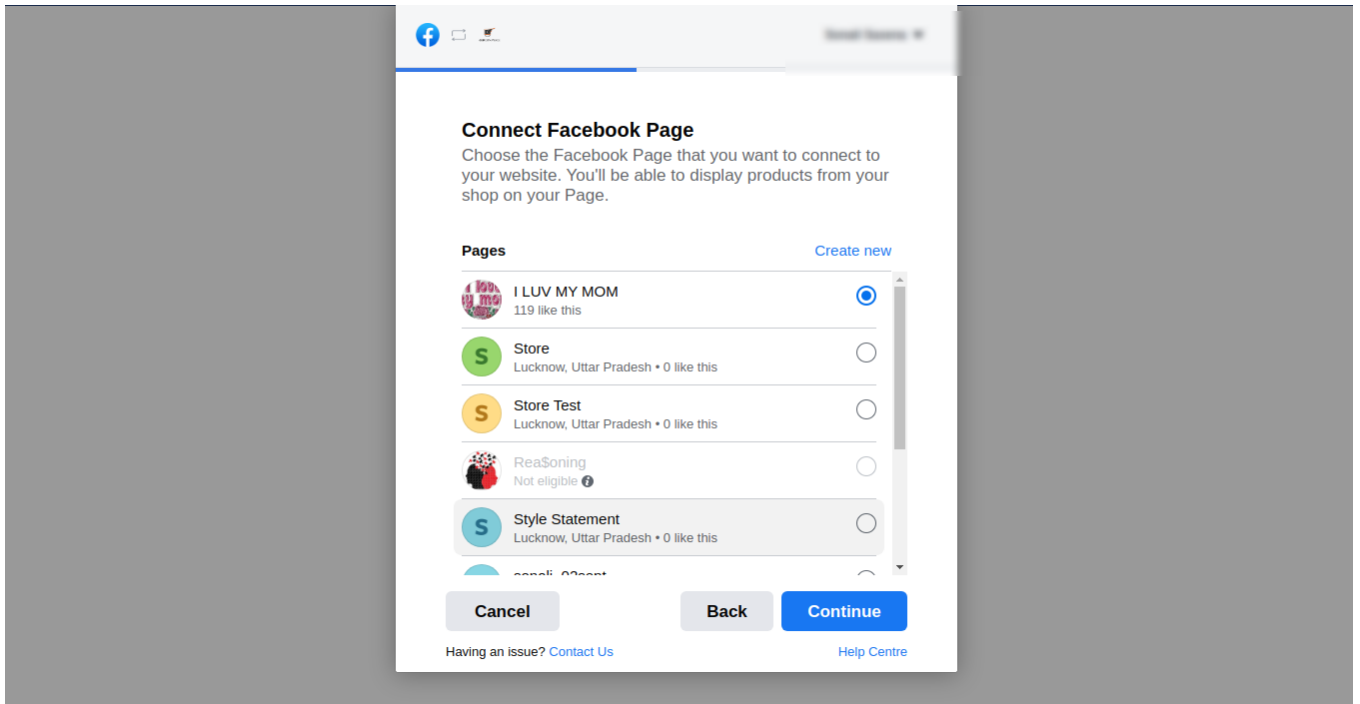 Connect Facebook Page
Choose the Facebook Page that you want to connect to
your website. You'll be able to display products from your
shop on your Page.
Pages
Create new
I LUV MY MOM
119 like this
S
Store
Lucknow, Uttar Pradesh • 0 like this
S
Store Test
Lucknow, Uttar Pradesh • 0 like this
Rea$oning
Not eligible
S
Style Statement
Lucknow, Uttar Pradesh • 0 like this
Cancel
Back
Continue
Having an issue? Contact Us
Help Centre